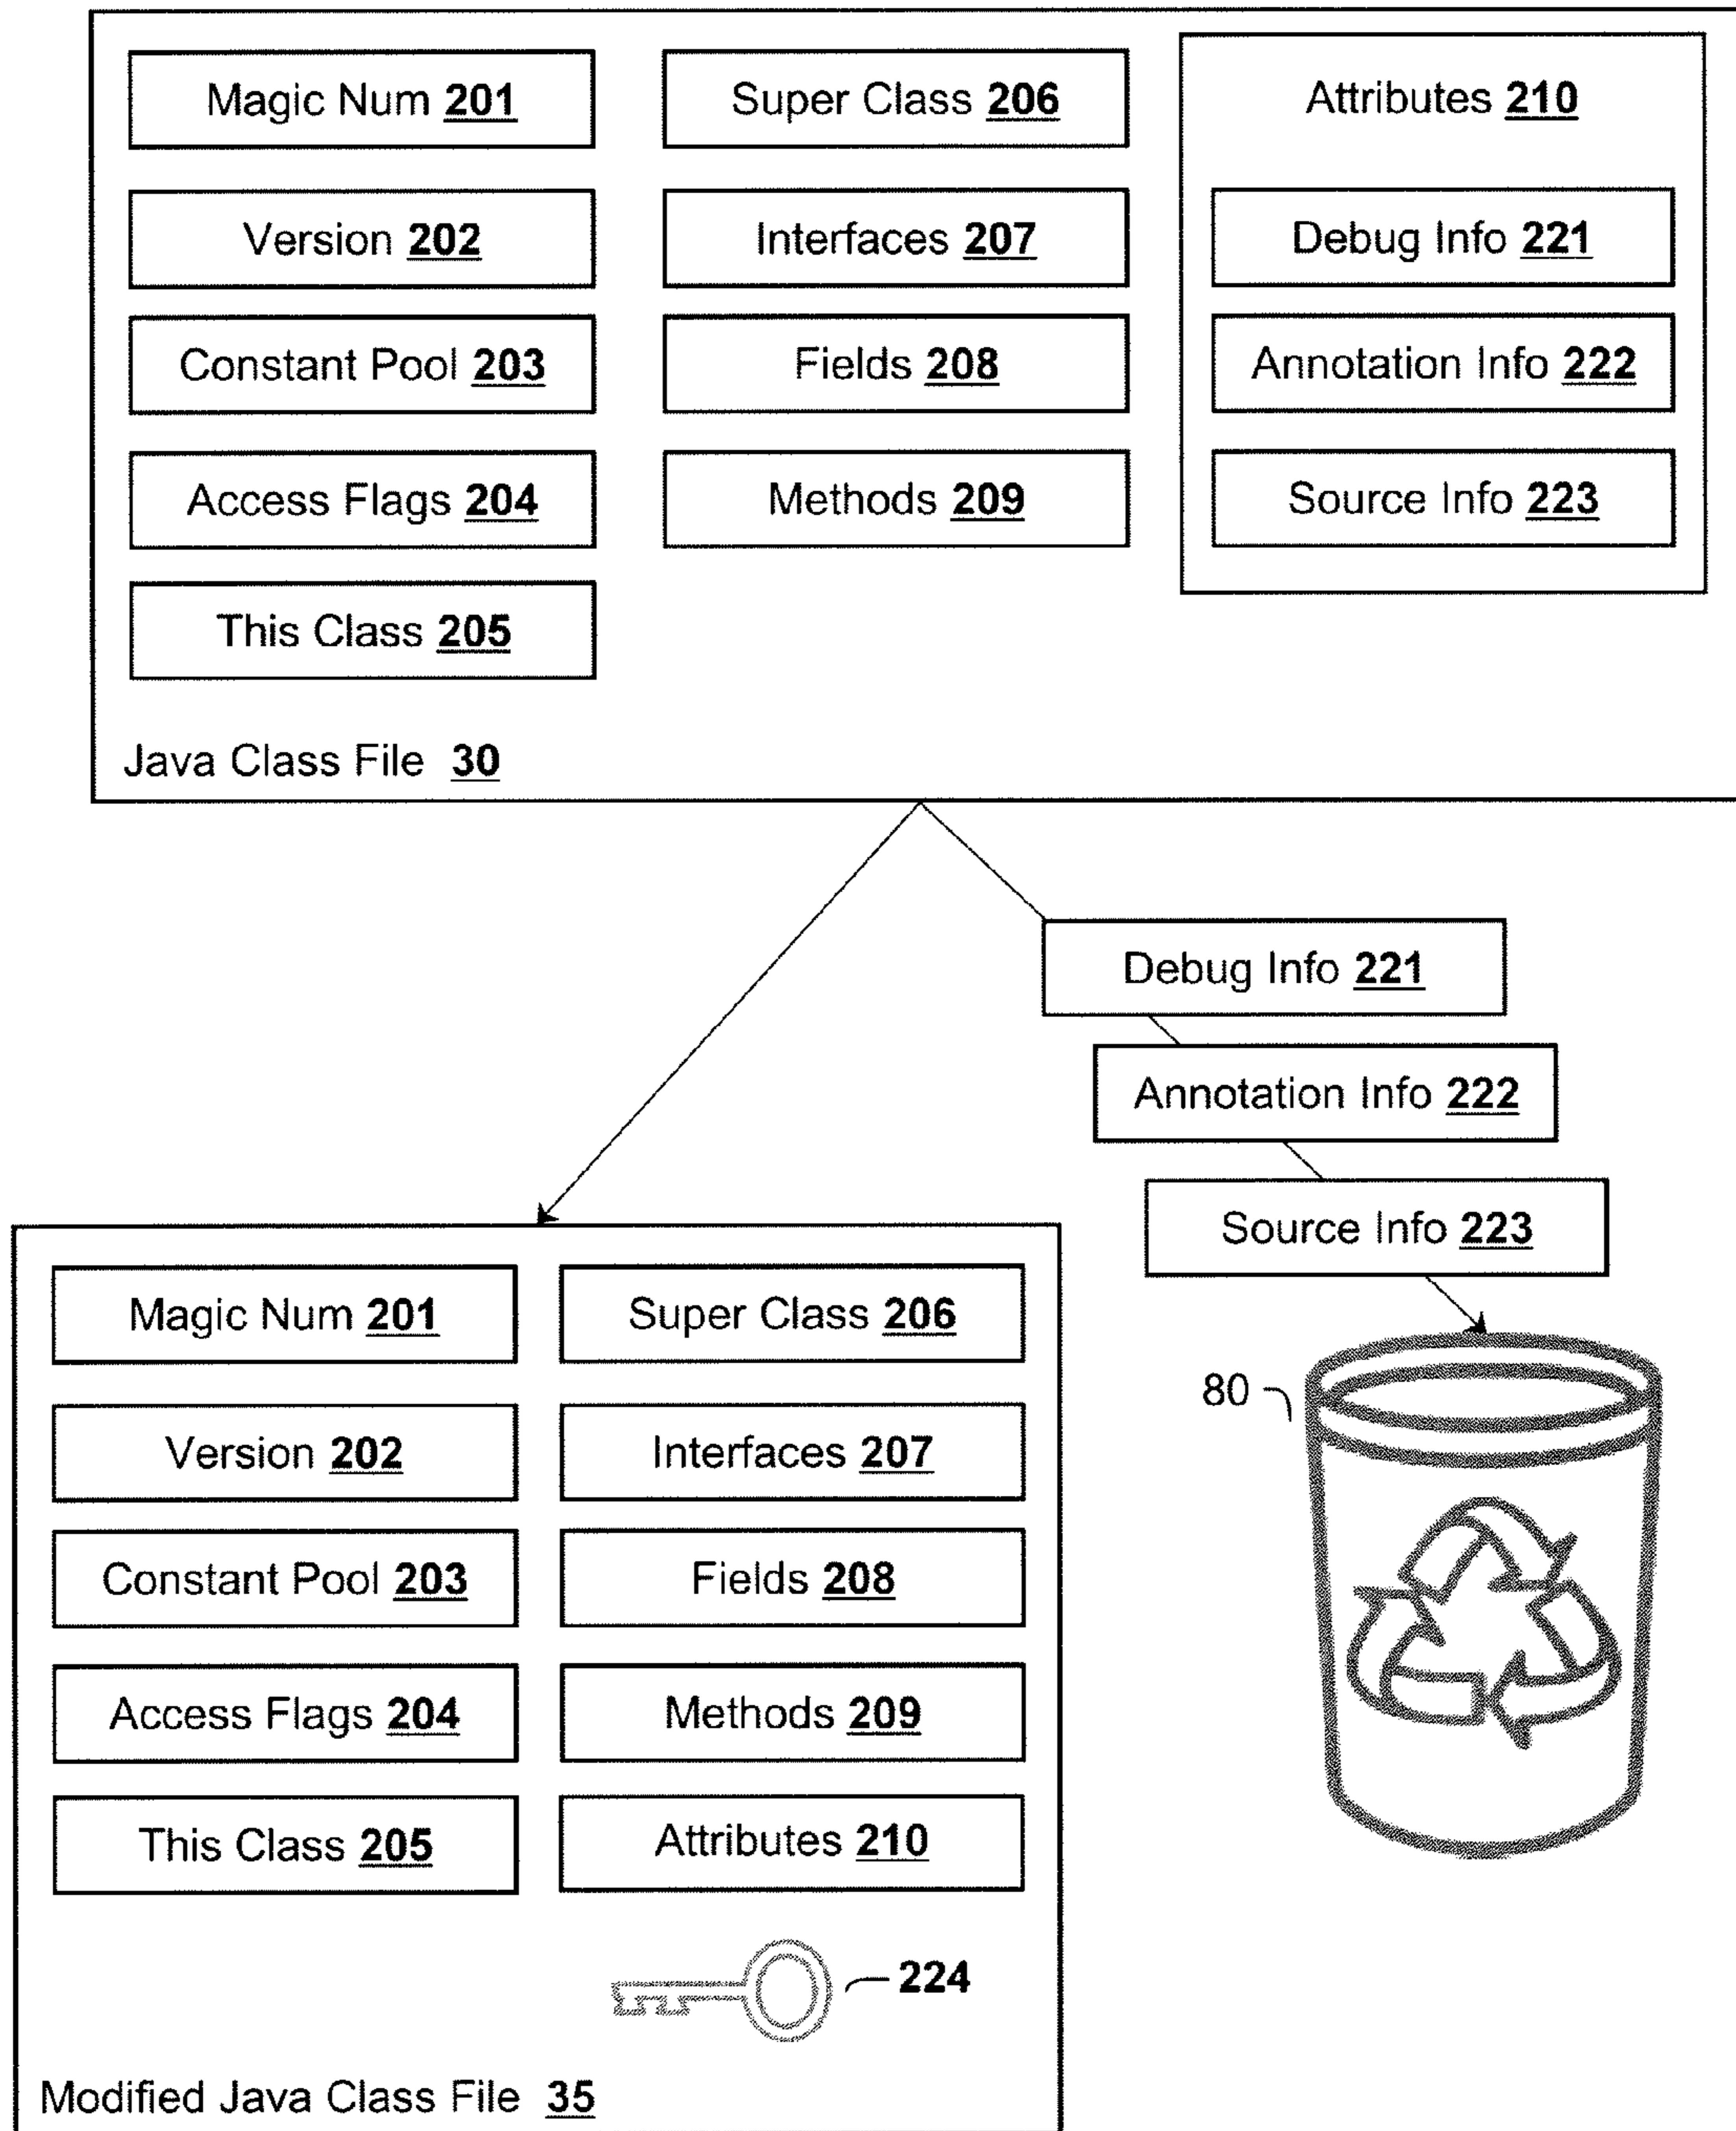 Magic Num 201
Super Class 206
Attributes 210
Version 202
Interfaces 207
Debug Info 221
Constant Pool 203
Fields 208
Annotation Info 222
Access Flags 204
Methods 209
Source Info 223
This Class 205
Java Class File 30
Debug Info 221
Annotation Info 222
Source Info 223
Magic Num 201
Super Class 206
80
Version 202
Interfaces 207
Constant Pool 203
Fields 208
Access Flags 204
Methods 209
This Class 205
Attributes 210
224
Modified Java Class File 35